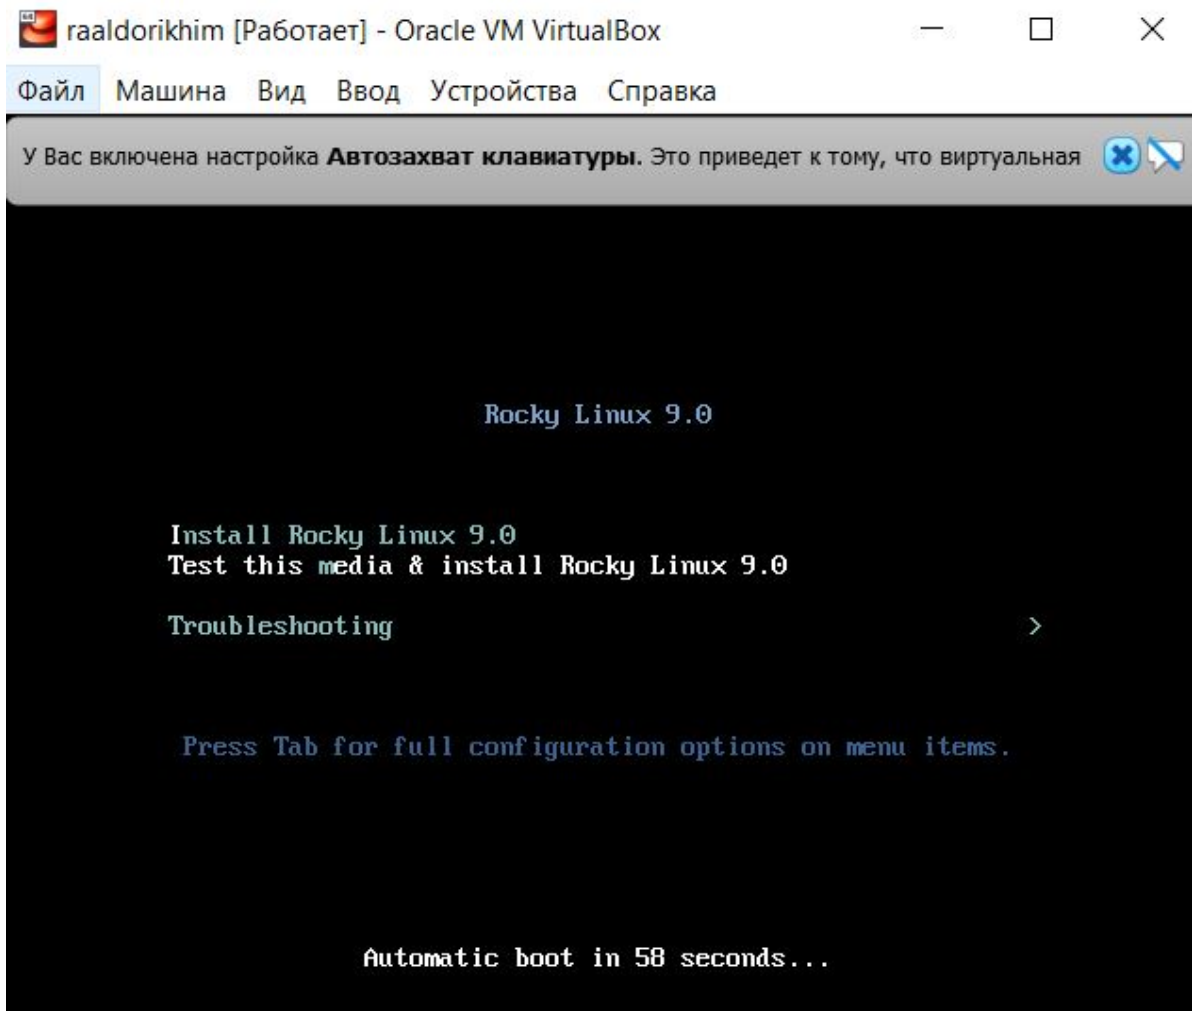 raaldorikhim [Работает] - Oracle VM VirtualBox
Файл Машина Вид Ввод Устройства Справка
У Вас включена настройка Автозахват клавиатуры. Это приведет к тому, что виртуальная
Rocky Linux 9.0
Install Rocky Linux 9.0
Test this media & install Rocky Linux 9.0
Troubleshooting >
Press Tab for full configuration options on menu items.
Automatic boot in 58 seconds...